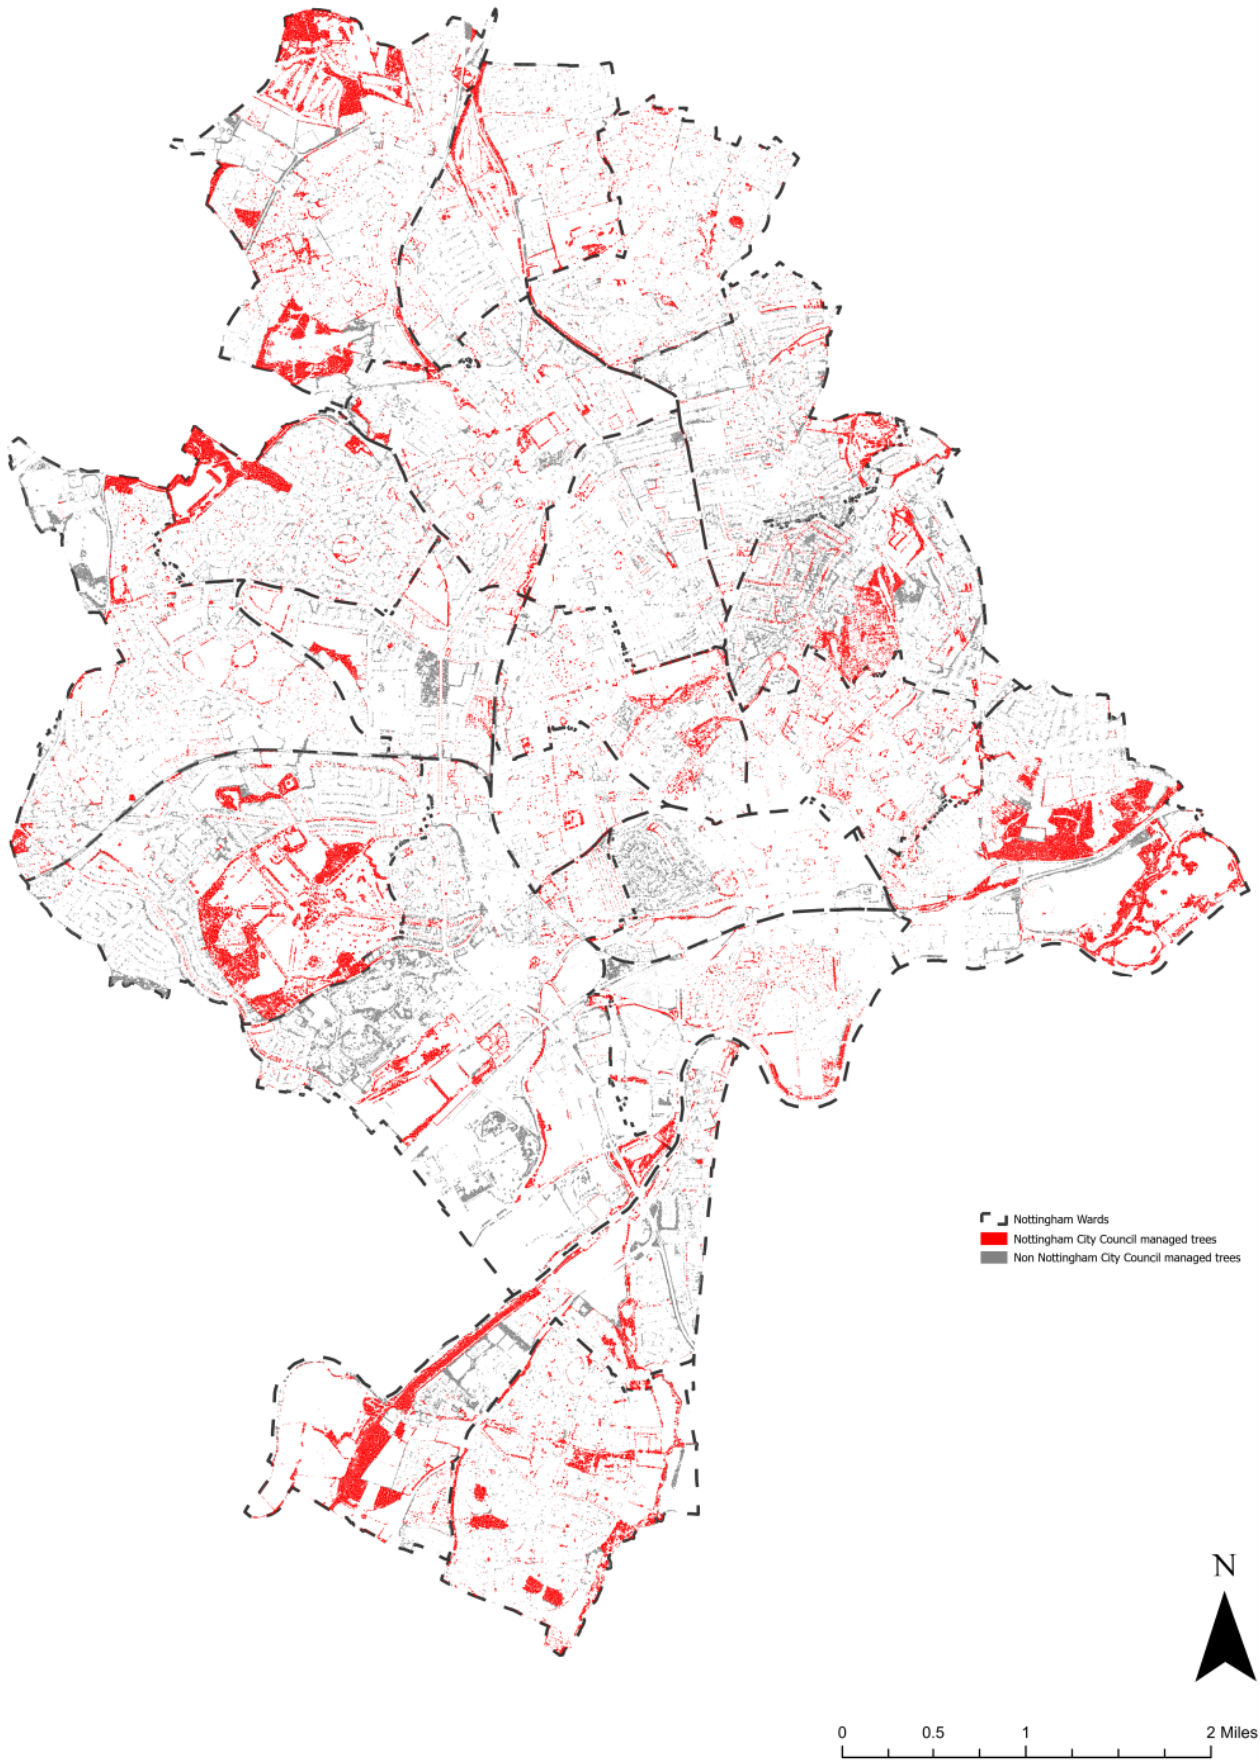 Nottingham Wards
Nottingham City Council managed trees
Non Nottingham City Council managed trees
N
0 0.5 1 2 Miles